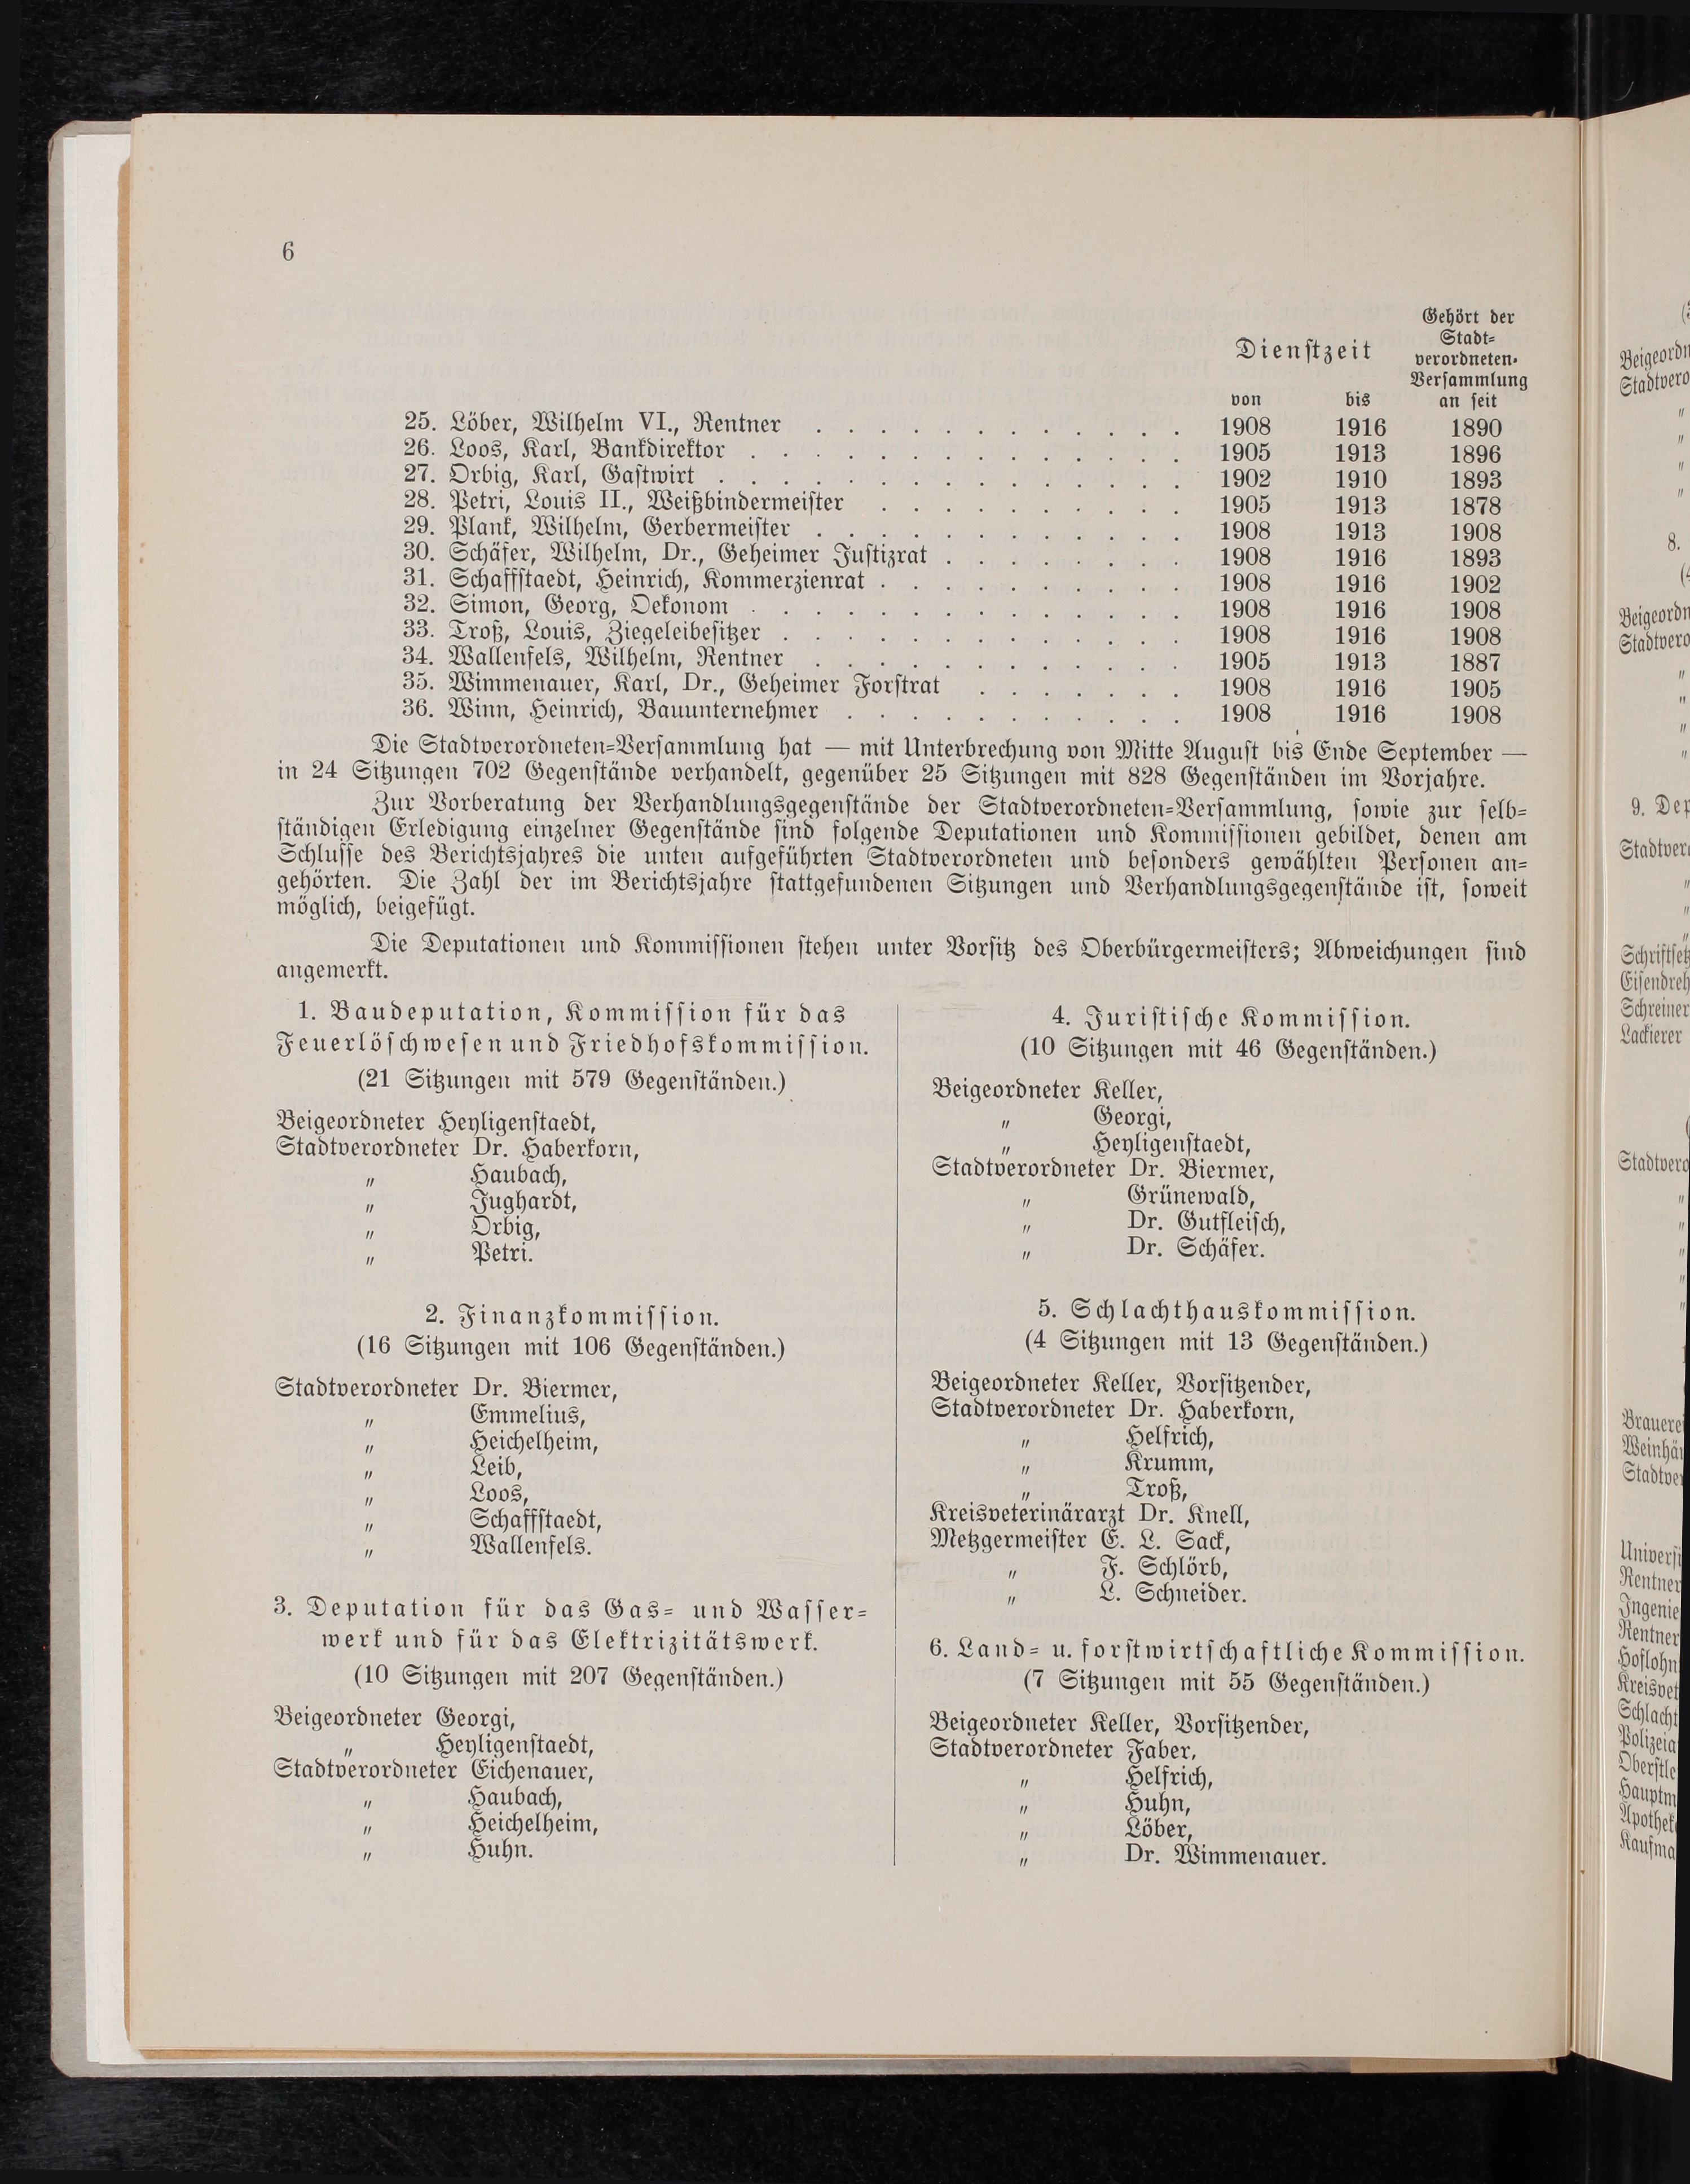 6
Gehört der
Stadt-
Dienstzeit verordneten-
Versammlung
von bis an seit
25. Löber, Wilhelm VI., Rentner . . . . . . . . . . . . 1908 1916 1890
26. Loos, Karl, Bankdirektor . . . . . . . . . . . . . . 1905 1913 1896
27. Orbig, Karl, Gastwirt . . . . . . . . . . . . . . . 1902 1910 1893
28. Petri, Louis II., Weißbindermeister . . . . . . . . . . 1905 1913 1878
29. Plank, Wilhelm, Gerbermeister . . . . . . . . . . . . 1908 1913 1908
30. Schäfer, Wilhelm, Dr., Geheimer Justizrat . . . . . . . . 1908 1916 1893
31. Schaffstaedt, Heinrich, Kommerzienrat . . . . . . . . . . 1908 1916 1902
32. Simon, Georg, Oekonom . . . . . . . . . . . . . . 1908 1916 1908
33. Troß, Louis, Ziegeleibesitzer . . . . . . . . . . . . . 1908 1916 1908
34. Wallenfels, Wilhelm, Rentner . . . . . . . . . . . . 1905 1913 1887
35. Wimmenauer, Karl, Dr., Geheimer Forstrat . . . . . . . 1908 1916 1905
36. Winn, Heinrich, Bauunternehmer . . . . . . . . . . . 1908 1916 1908
Die Stadtverordneten-Versammlung hat — mit Unterbrechung von Mitte August bis Ende September —
in 24 Sitzungen 702 Gegenstände verhandelt, gegenüber 25 Sitzungen mit 828 Gegenständen im Vorjahre.
Zur Vorberatung der Verhandlungsgegenstände der Stadtverordneten-Versammlung, sowie zur selb-
ständigen Erledigung einzelner Gegenstände sind folgende Deputationen und Kommissionen gebildet, denen am
Schlusse des Berichtsjahres die unten aufgeführten Stadtverordneten und besonders gewählten Personen an-
gehörten. Die Zahl der im Berichtsjahre stattgefundenen Sitzungen und Verhandlungsgegenstände ist, soweit
möglich, beigefügt.
Die Deputationen und Kommissionen stehen unter Vorsitz des Oberbürgermeisters; Abweichungen sind
angemerkt.
1. Baudeputation, Kommission für das
Feuerlöschwesen und Friedhofskommission.
(21 Sitzungen mit 579 Gegenständen.)
Beigeordneter Heyligenstaedt,
Stadtverordneter Dr. Haberkorn,
" Haubach,
" Jughardt,
" Orbig,
" Petri.
2. Finanzkommission.
(16 Sitzungen mit 106 Gegenständen.)
Stadtverordneter Dr. Biermer,
" Emmelius,
" Heichelheim,
" Leib,
" Loos,
" Schaffstaedt,
" Wallenfels.
3. Deputation für das Gas- und Wasser-
werk und für das Elektrizitätswerk.
(10 Sitzungen mit 207 Gegenständen.)
Beigeordneter Georgi,
" Heyligenstaedt,
Stadtverordneter Eichenauer,
" Haubach,
" Heichelheim,
" Huhn.
4. Juristische Kommission.
(10 Sitzungen mit 46 Gegenständen.)
Beigeordneter Keller,
" Georgi,
" Heyligenstaedt,
Stadtverordneter Dr. Biermer,
" Grünewald,
" Dr. Gutfleisch,
" Dr. Schäfer.
5. Schlachthauskommission.
(4 Sitzungen mit 13 Gegenständen.)
Beigeordneter Keller, Vorsitzender,
Stadtverordneter Dr. Haberkorn,
" Helfrich,
" Krumm,
" Troß,
Kreisveterinärarzt Dr. Knell,
Metzgermeister E. L. Sack,
" F. Schlörb,
" L. Schneider.
6. Land- u. forstwirtschaftliche Kommission.
(7 Sitzungen mit 55 Gegenständen.)
Beigeordneter Keller, Vorsitzender,
Stadtverordneter Faber,
" Helfrich,
" Huhn,
" Löber,
" Dr. Wimmenauer.
8.
9.
Schreiner
Lackierer
Rentner
Rentner